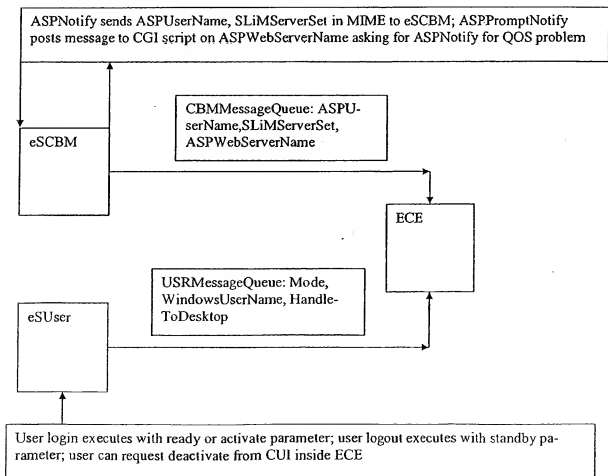 ASPNotify sends ASPUserName, SLiMServerSet in MIME to eSCBM; ASPPromptNotify
posts message to CGI script on ASPWebServerName asking for ASPNotify for QOS problem
CBMMessageQueue: ASPU-
serName,SLiMServerSet,
ASPWebServerName
eSCBM
ECE
USRMessageQueue: Mode,
WindowsUserName, Handle-
ToDesktop
eSUser
User login executes with ready or activate parameter; user logout executes with standby pa-
rameter; user can request deactivate from CUI inside ECE